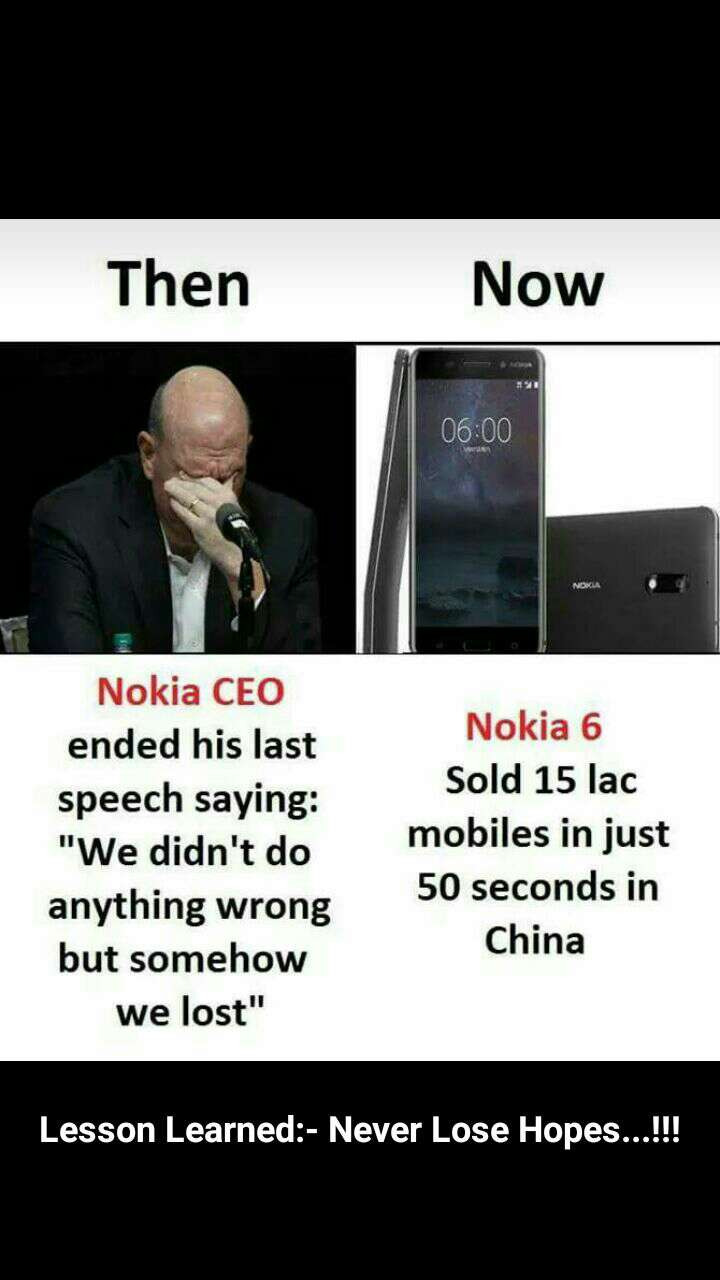 Then
Now
NOKIA
06:00
NOKIA
Nokia CEO
ended his last
speech saying:
"We didn't do
anything wrong
but somehow
we lost"
Nokia 6
Sold 15 lac
mobiles in just
50 seconds in
China
Lesson Learned:- Never Lose Hopes...!!!